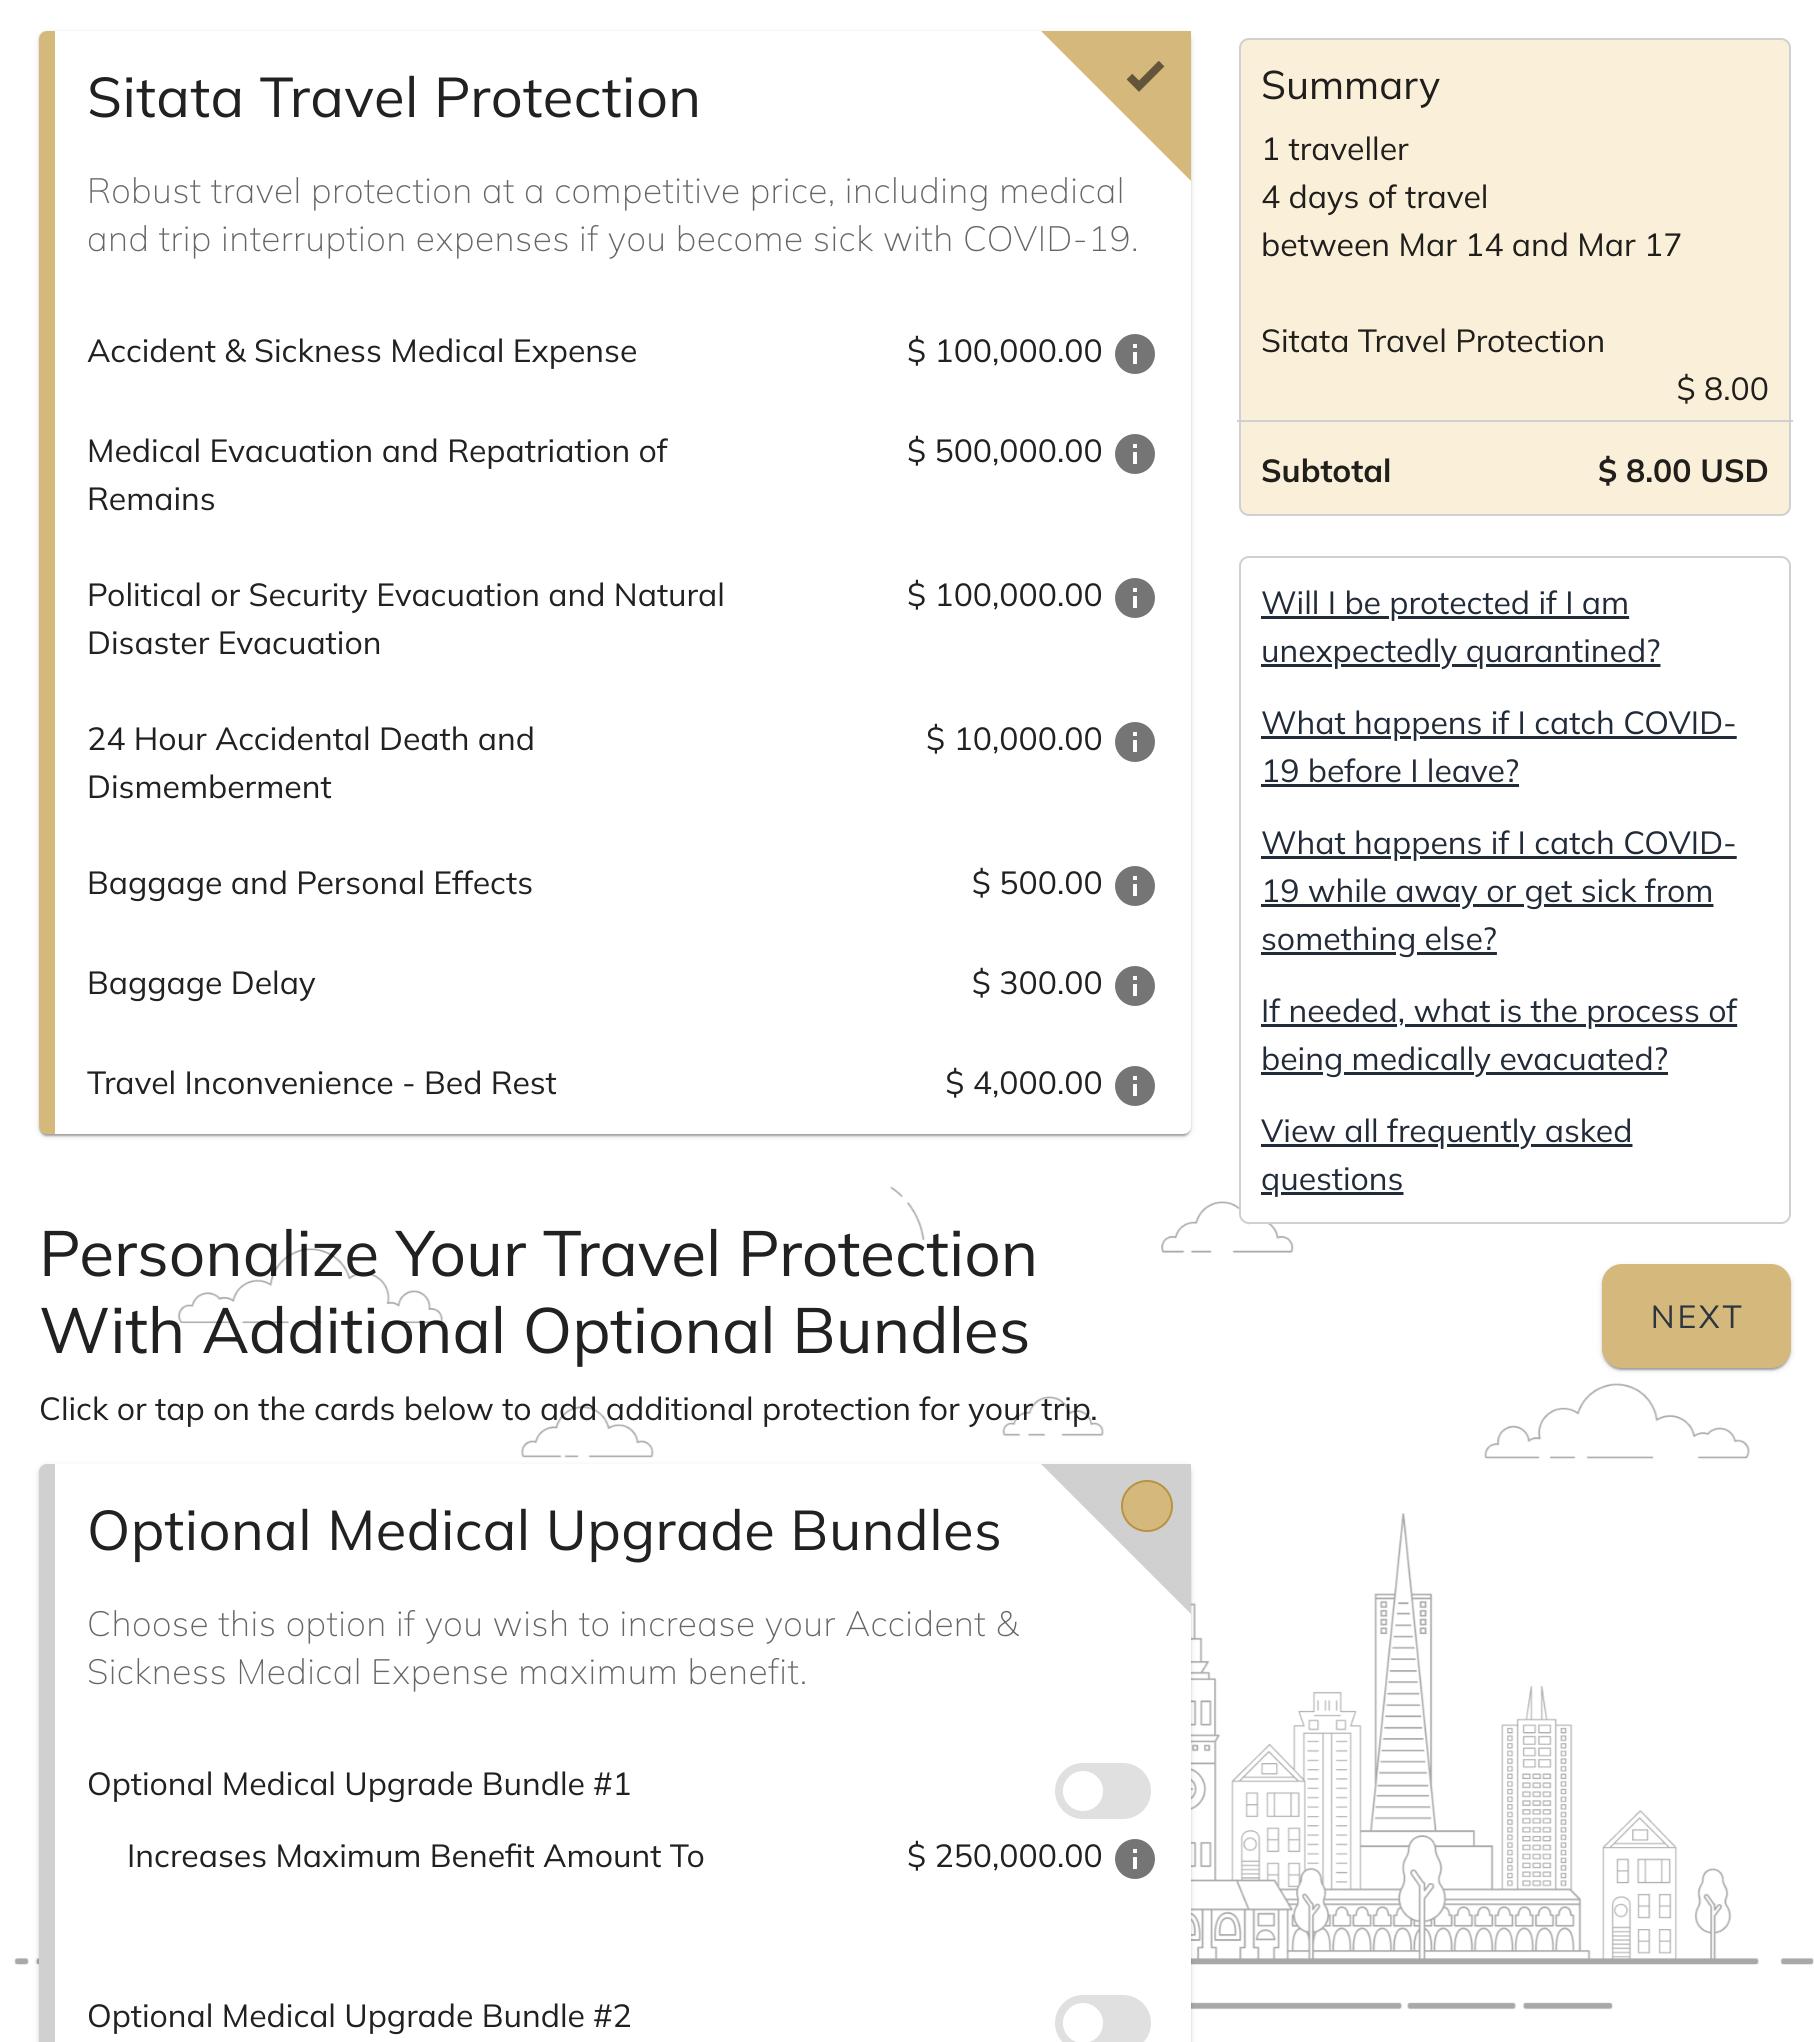 Sitata Travel Protection
Robust travel protection at a competitive price, including medical
and trip interruption expenses if you become sick with COVID-19.
Accident & Sickness Medical Expense $ 100,000.00
Medical Evacuation and Repatriation of $ 500,000.00
Remains
Political or Security Evacuation and Natural $ 100,000.00
Disaster Evacuation
24 Hour Accidental Death and $ 10,000.00
Dismemberment
Baggage and Personal Effects $ 500.00
Baggage Delay $ 300.00
Travel Inconvenience - Bed Rest $ 4,000.00
Summary
1 traveller
4 days of travel
between Mar 14 and Mar 17
Sitata Travel Protection
$ 8.00
Subtotal $ 8.00 USD
Will I be protected if I am
unexpectedly quarantined?
What happens if I catch COVID-
19 before I leave?
What happens if I catch COVID-
19 while away or get sick from
something else?
If needed, what is the process of
being medically evacuated?
View all frequently asked
questions
NEXT
Personalize Your Travel Protection
With Additional Optional Bundles
Click or tap on the cards below to add additional protection for your trip.
Optional Medical Upgrade Bundles
Choose this option if you wish to increase your Accident &
Sickness Medical Expense maximum benefit.
Optional Medical Upgrade Bundle #1
Increases Maximum Benefit Amount To $ 250,000.00
Optional Medical Upgrade Bundle #2